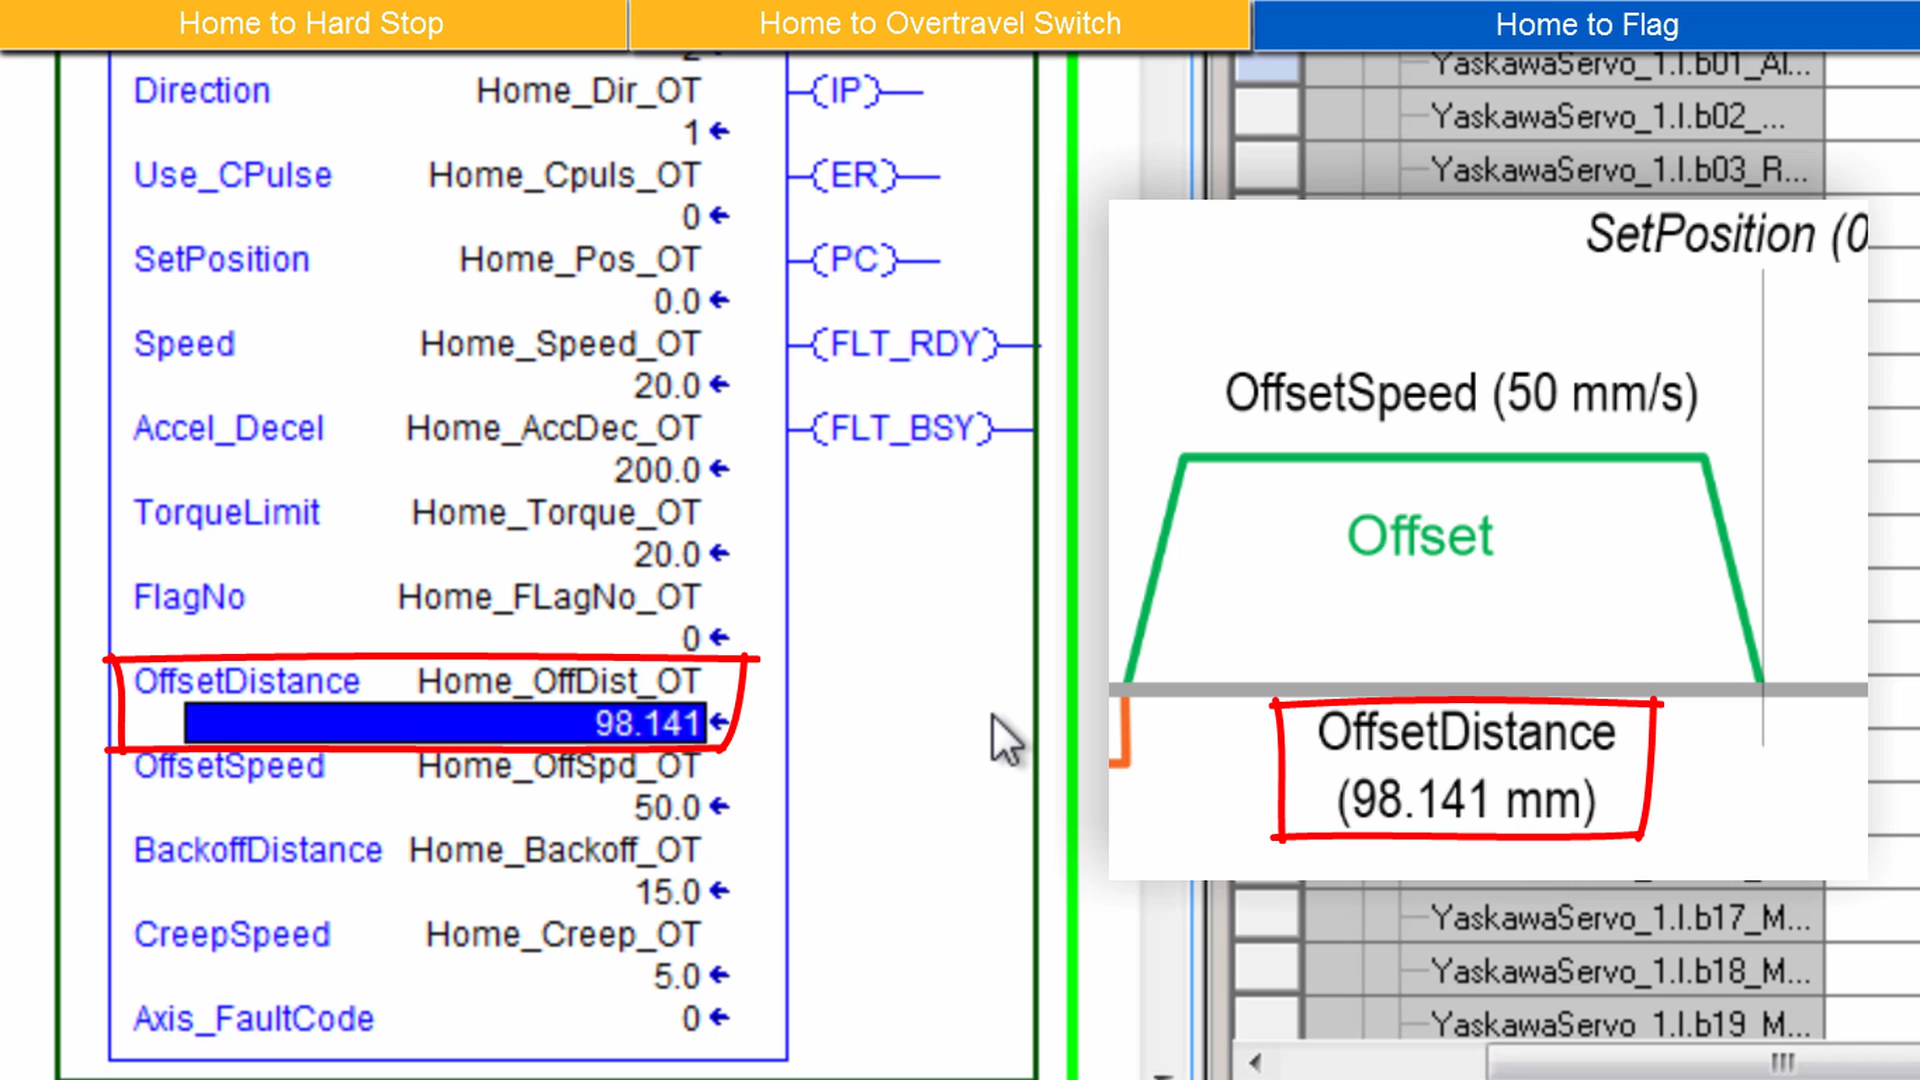 Home to Hard Stop
Home to Overtravel Switch
Home to Flag
Direction Home_Dir_OT
1
Use_CPulse Home_Cpuls_OT
0
SetPosition Home_Pos_OT
0.0
Speed Home_Speed_OT
20.0
Accel_Decel Home_AccDec_OT
200.0
TorqueLimit Home_Torque_OT
20.0
FlagNo Home_FLagNo_OT
0
OffsetDistance Home_OffDist_OT
98.141
OffsetSpeed Home_OffSpd_OT
50.0
BackoffDistance Home_Backoff_OT
15.0
CreepSpeed Home_Creep_OT
5.0
Axis_FaultCode 0
(IP)
(ER)
(PC)
(FLT_RDY)
(FLT_BSY)
YaskawaServo_1.I.b01_Al...
YaskawaServo_1.I.b02_...
YaskawaServo_1.I.b03_R...
SetPosition (0
OffsetSpeed (50 mm/s)
Offset
OffsetDistance
(98.141 mm)
YaskawaServo_1.I.b17_M...
YaskawaServo_1.I.b18_M...
YaskawaServo_1.I.b19_M...